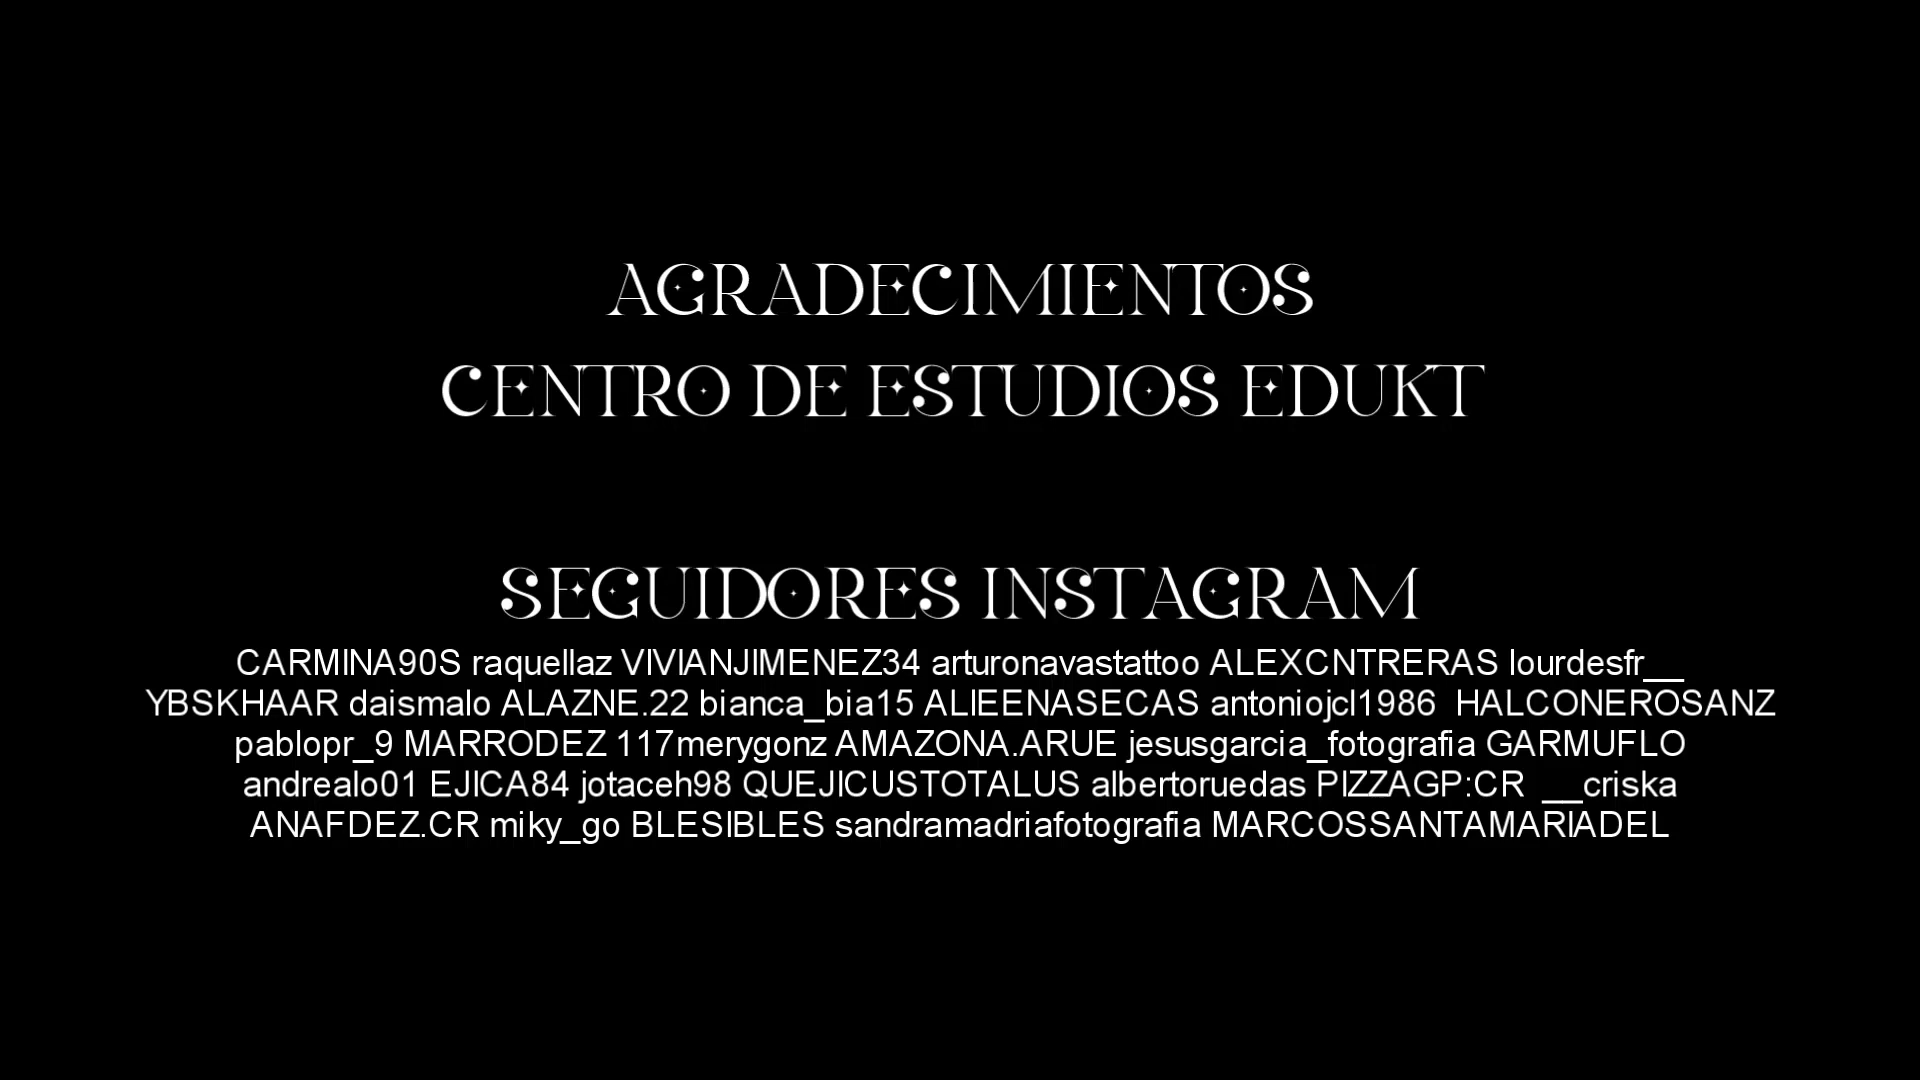 AGRADECIMIENTOS
CENTRO DE ESTUDIOS EDUKT
SEGUIDORES INSTAGRAM
CARMINA90S raquellaz VIVIANJIMENEZ34 arturonavastattoo ALEXCNTRERAS lourdesfr__
YBSKHAAR daismalo ALAZNE.22 bianca_bia15 ALIEENASECAS antoniojcl1986 HALCONEROSANZ
pablopr_9 MARRODEZ 117merygonz AMAZONA.ARUE jesusgarcia_fotografia GARMUFLO
andrealo01 EJICA84 jotaceh98 QUEJICUSTOTALUS albertoruedas PIZZAGP:CR __criska
ANAFDEZ.CR miky_go BLESIBLES sandramadriafotografia MARCOSSANTAMARIADEL